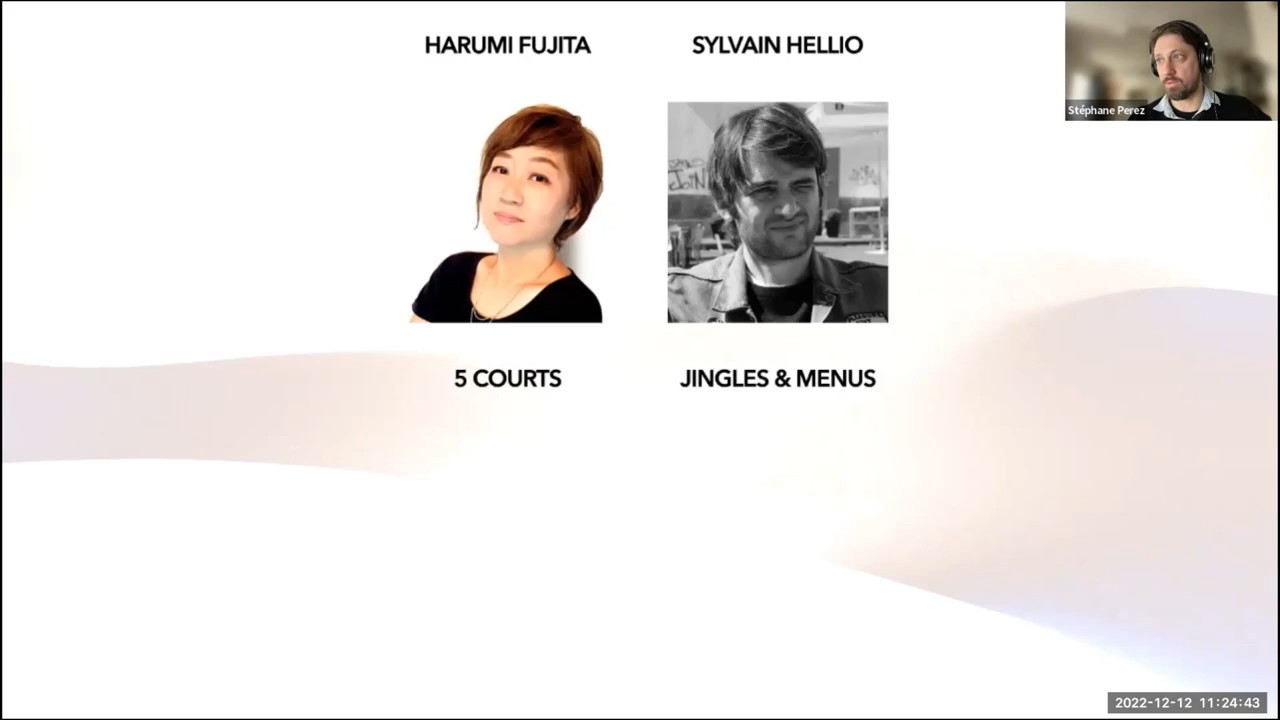 HARUMI FUJITA
SYLVAIN HELLIO
Stéphane Perez
5 COURTS
JINGLES & MENUS
2022-12-12 11:24:43